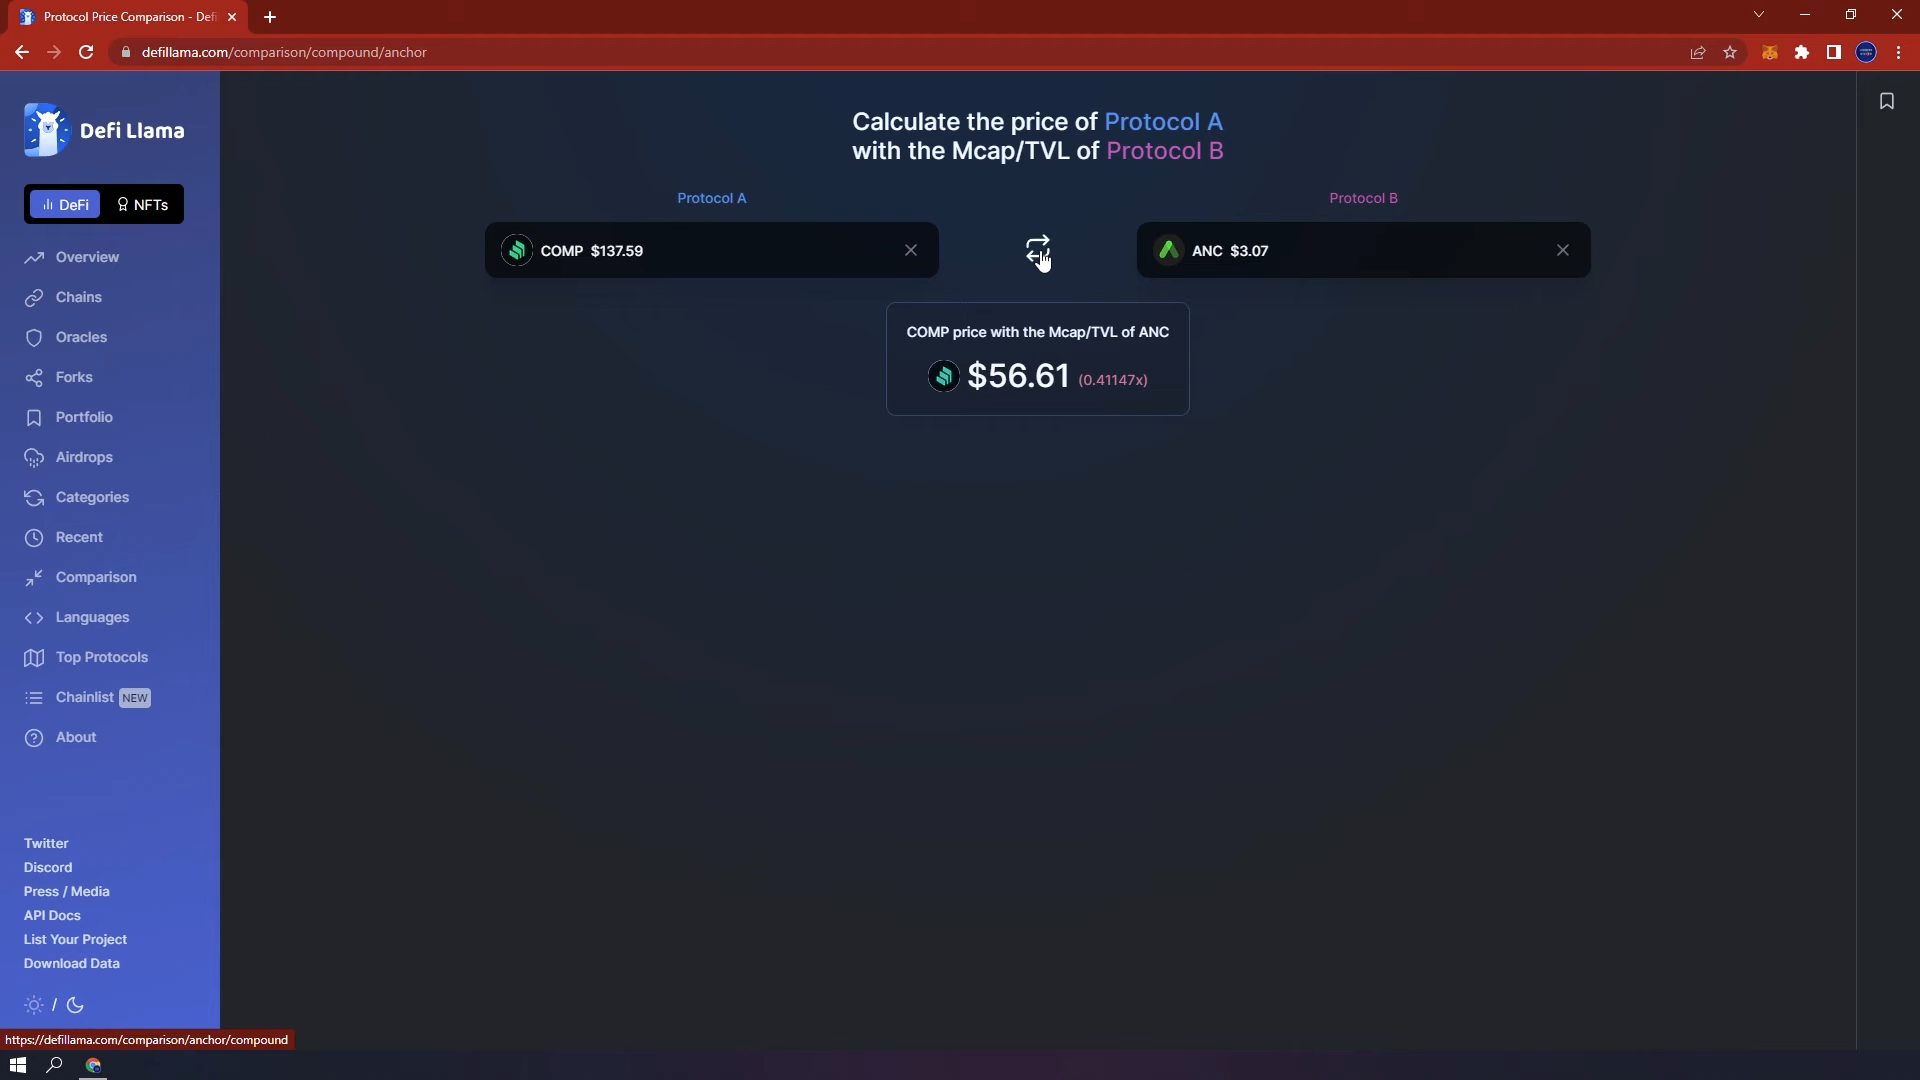 Protocol Price Comparison - Defi
defillama.com/comparison/compound/anchor
Defi Llama
DeFi
NFTs
Overview
Chains
Oracles
Forks
Portfolio
Airdrops
Categories
Recent
Comparison
Languages
Top Protocols
Chainlist NEW
About
Twitter
Discord
Press / Media
API Docs
List Your Project
Download Data
/
Calculate the price of Protocol A
with the Mcap/TVL of Protocol B
Protocol A
Protocol B
COMP $137.59
ANC $3.07
COMP price with the Mcap/TVL of ANC
$56.61 (0.41147x)
https://defillama.com/comparison/anchor/compound